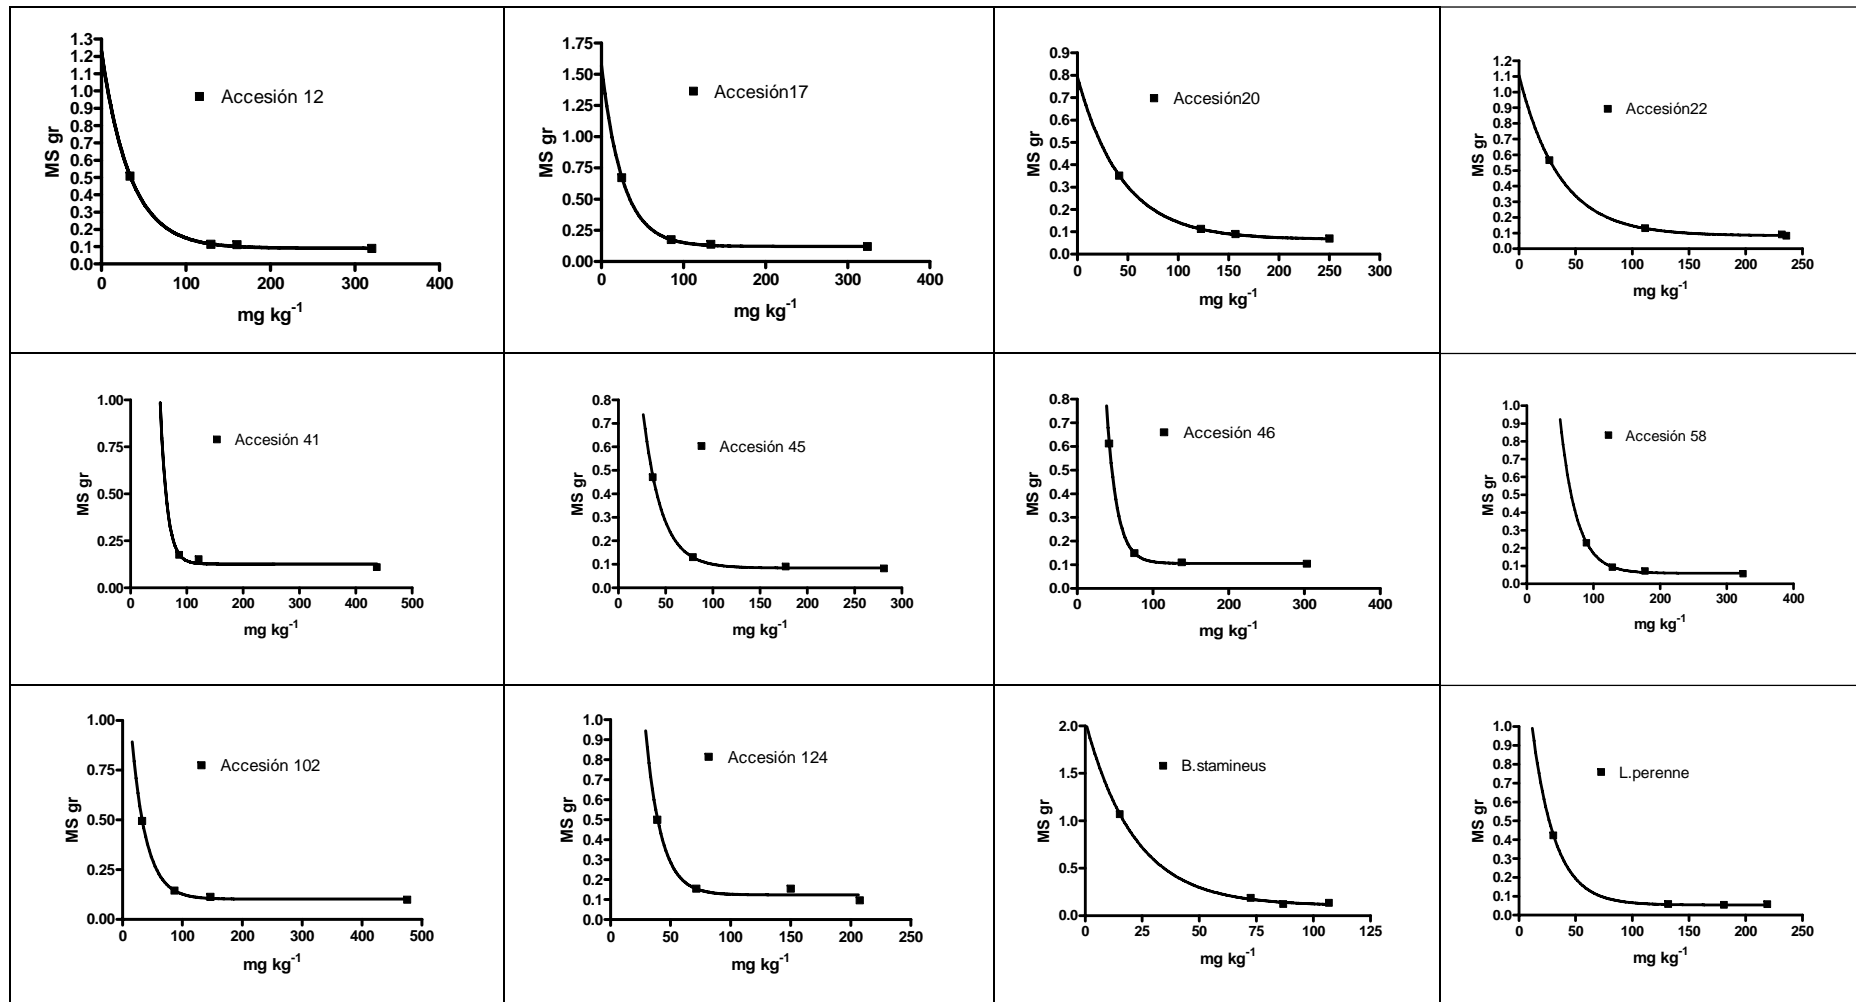 1.3
1.2
1.1
1.0
0.9
0.8
0.7
0.6
0.5
0.4
0.3
0.2
0.1
0.0
MS gr
Accesión 12
0 100 200 300 400
mg kg-1
1.75
1.50
1.25
1.00
0.75
0.50
0.25
0.00
MS gr
Accesión17
0 100 200 300 400
mg kg-1
0.9
0.8
0.7
0.6
0.5
0.4
0.3
0.2
0.1
0.0
MS gr
Accesión20
0 50 100 150 200 250 300
mg kg-1
1.2
1.1
1.0
0.9
0.8
0.7
0.6
0.5
0.4
0.3
0.2
0.1
0.0
MS gr
Accesión22
0 50 100 150 200 250
mg kg-1
1.00
0.75
0.50
0.25
0.00
MS gr
Accesión 41
0 100 200 300 400 500
mg kg-1
0.8
0.7
0.6
0.5
0.4
0.3
0.2
0.1
0.0
MS gr
Accesión 45
0 50 100 150 200 250 300
mg kg-1
0.8
0.7
0.6
0.5
0.4
0.3
0.2
0.1
0.0
MS gr
Accesión 46
0 100 200 300 400
mg kg-1
1.0
0.9
0.8
0.7
0.6
0.5
0.4
0.3
0.2
0.1
0.0
MS gr
Accesión 58
0 100 200 300 400
mg kg-1
1.00
0.75
0.50
0.25
0.00
MS gr
Accesión 102
0 100 200 300 400 500
mg kg-1
1.0
0.9
0.8
0.7
0.6
0.5
0.4
0.3
0.2
0.1
0.0
MS gr
Accesión 124
0 50 100 150 200 250
mg kg-1
2.0
1.5
1.0
0.5
0.0
MS gr
B.stamineus
0 25 50 75 100 125
mg kg-1
1.0
0.9
0.8
0.7
0.6
0.5
0.4
0.3
0.2
0.1
0.0
MS gr
L.perenne
0 50 100 150 200 250
mg kg-1